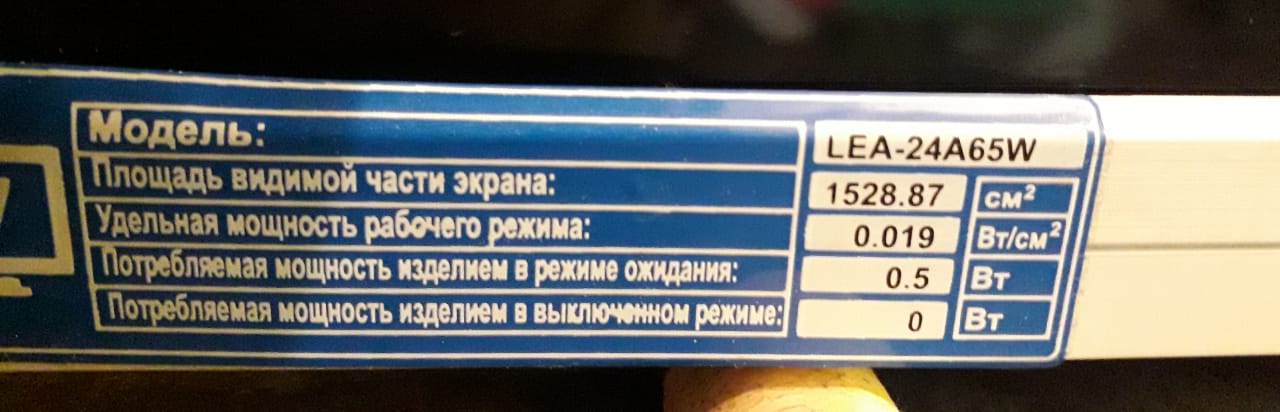 Модель: LEA-24A65W
Площадь видимой части экрана: 1528.87 см²
Удельная мощность рабочего режима: 0.019 Вт/см²
Потребляемая мощность изделием в режиме ожидания: 0.5 Вт
Потребляемая мощность изделием в выключенном режиме: 0 Вт